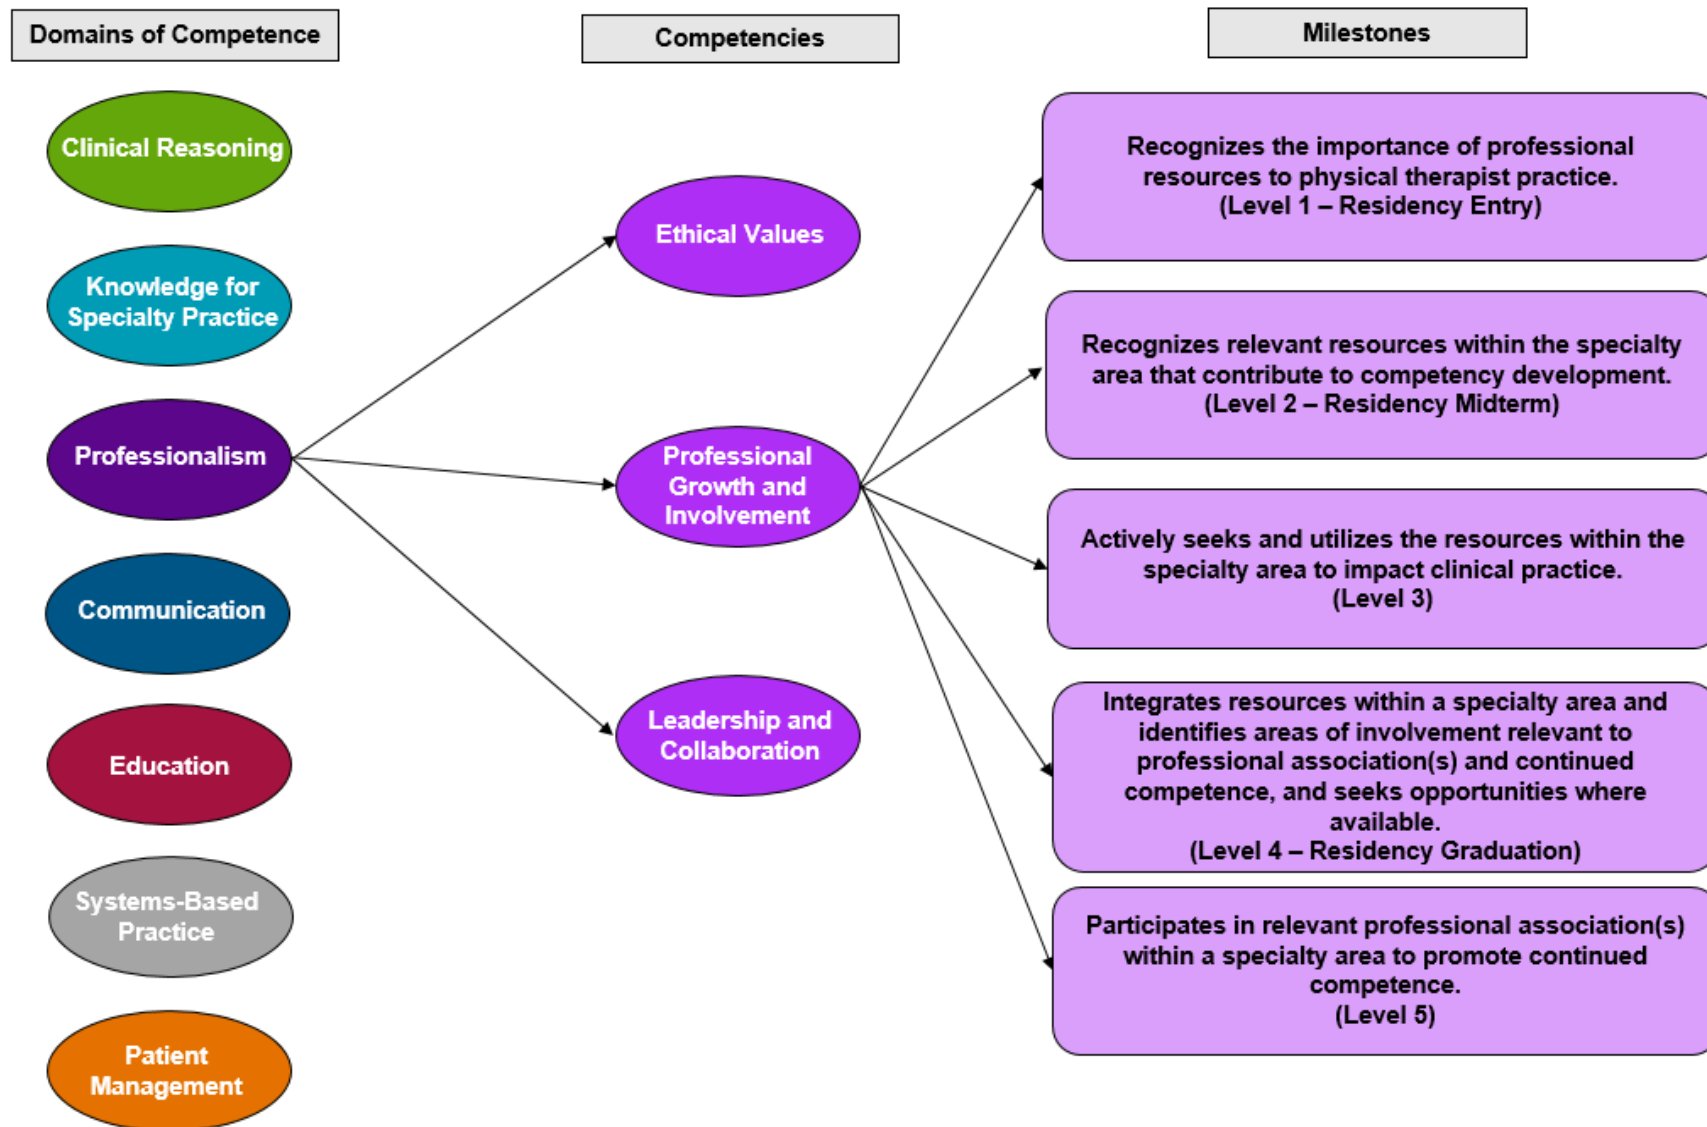 Domains of Competence
Competencies
Milestones
Clinical Reasoning
Knowledge for
Specialty Practice
Professionalism
Communication
Education
Systems-Based
Practice
Patient
Management
Ethical Values
Professional
Growth and
Involvement
Leadership and
Collaboration
Recognizes the importance of professional
resources to physical therapist practice.
(Level 1 – Residency Entry)
Recognizes relevant resources within the specialty
area that contribute to competency development.
(Level 2 – Residency Midterm)
Actively seeks and utilizes the resources within the
specialty area to impact clinical practice.
(Level 3)
Integrates resources within a specialty area and
identifies areas of involvement relevant to
professional association(s) and continued
competence, and seeks opportunities where
available.
(Level 4 – Residency Graduation)
Participates in relevant professional association(s)
within a specialty area to promote continued
competence.
(Level 5)